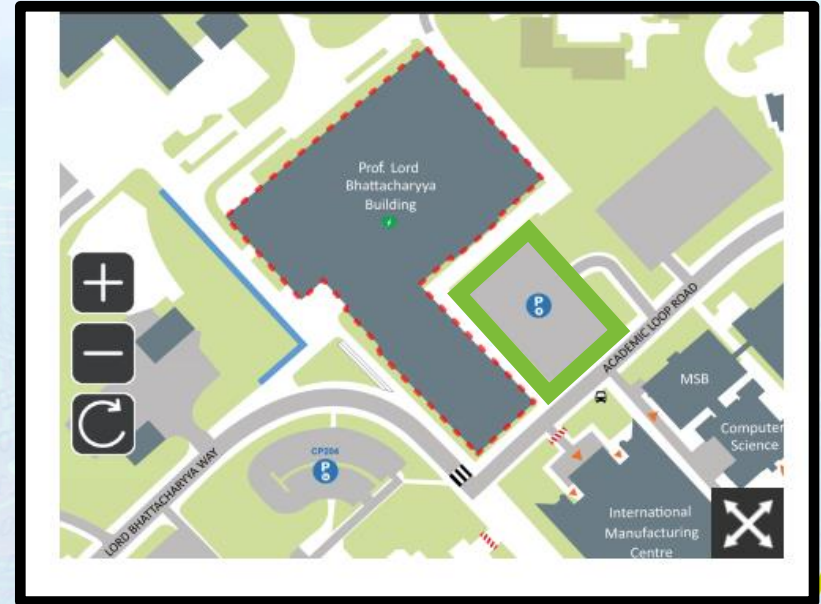 Prof. Lord
Bhattacharyya
Building
P
ACADEMIC LOOP ROAD
MSB
Computer
Science
CP204
P
LORD BHATTACHARYYA WAY
International
Manufacturing
Centre